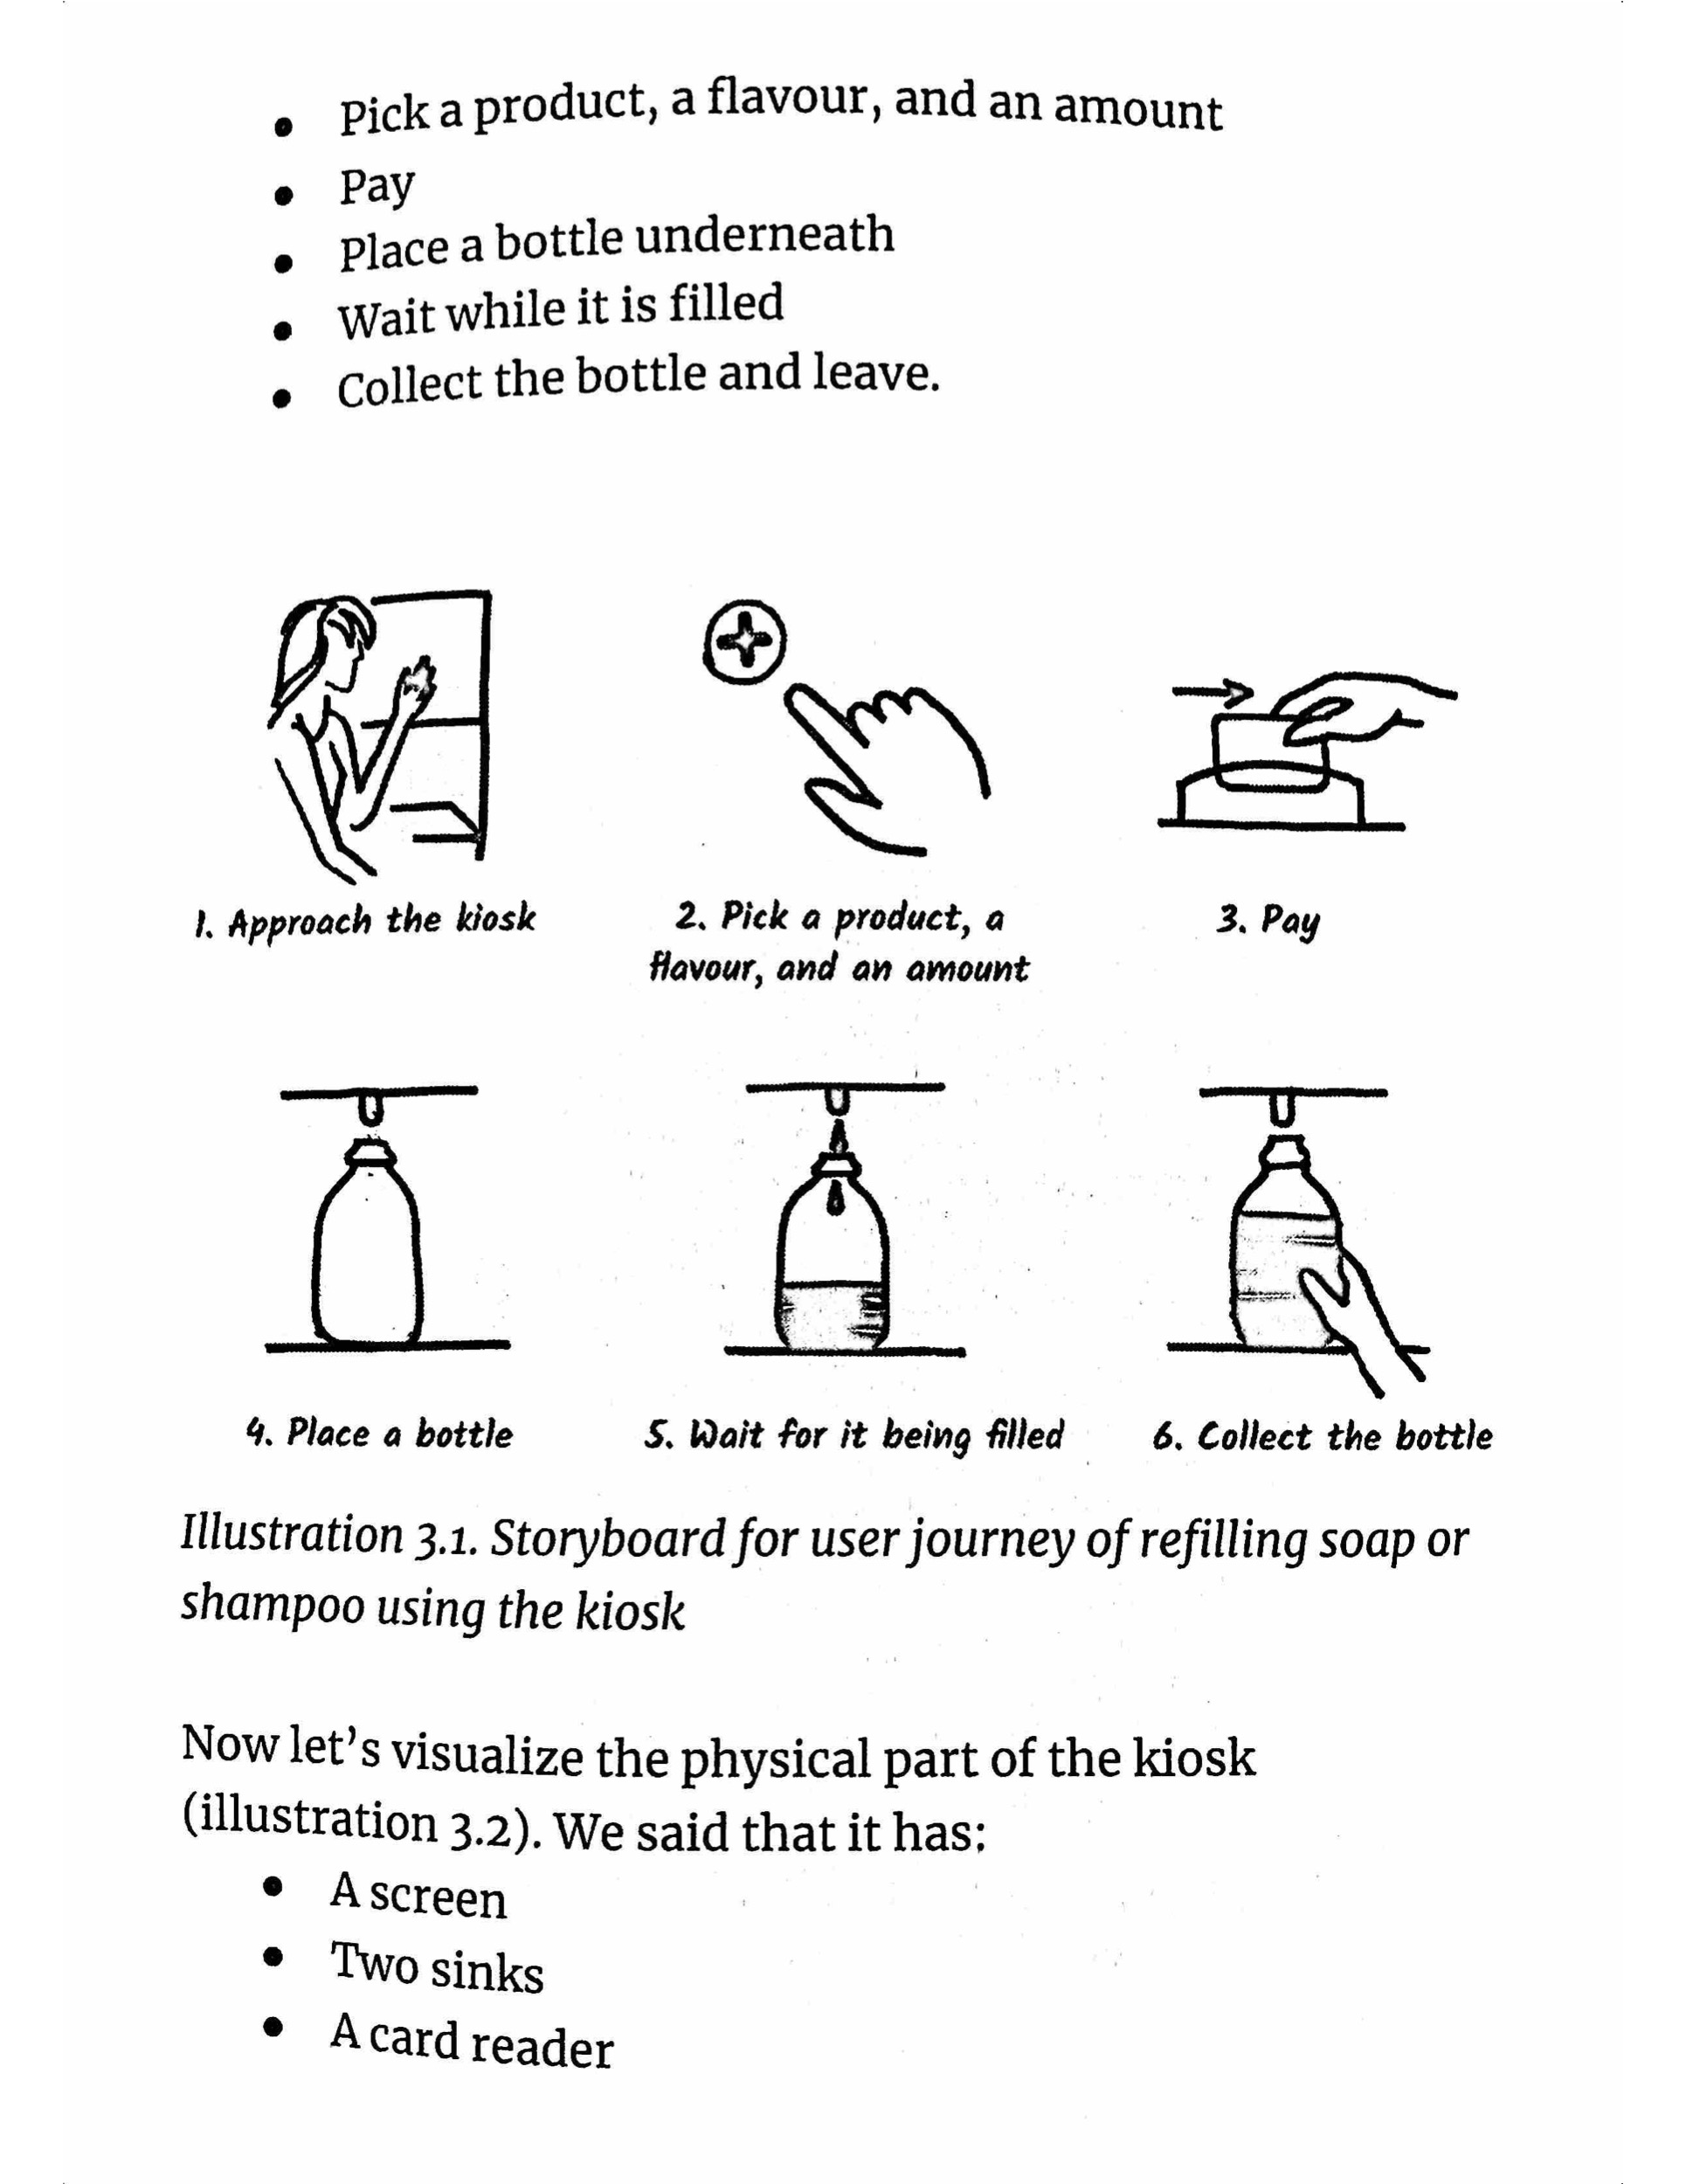 • Pick a product, a flavour, and an amount
• Pay
• Place a bottle underneath
• Wait while it is filled
• Collect the bottle and leave.
1. Approach the kiosk
2. Pick a product, a
flavour, and an amount
3. Pay
4. Place a bottle
5. Wait for it being filled
6. Collect the bottle
Illustration 3.1. Storyboard for user journey of refilling soap or
shampoo using the kiosk
Now let's visualize the physical part of the kiosk
(illustration 3.2). We said that it has:
• A screen
• Two sinks
• A card reader